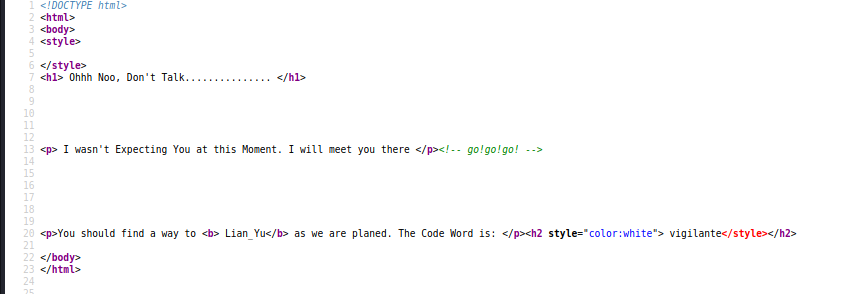 1 <!DOCTYPE html>
2 <html>
3 <body>
4 <style>
5
6 </style>
7 <h1> Ohhh Noo, Don't Talk............... </h1>
8
9
10
11
12
13 <p> I wasn't Expecting You at this Moment. I will meet you there </p><!-- go!go!go! -->
14
15
16
17
18
19
20 <p>You should find a way to <b> Lian_Yu</b> as we are planed. The Code Word is: </p><h2 style="color:white"> vigilante</style></h2>
21
22 </body>
23 </html>
24
25